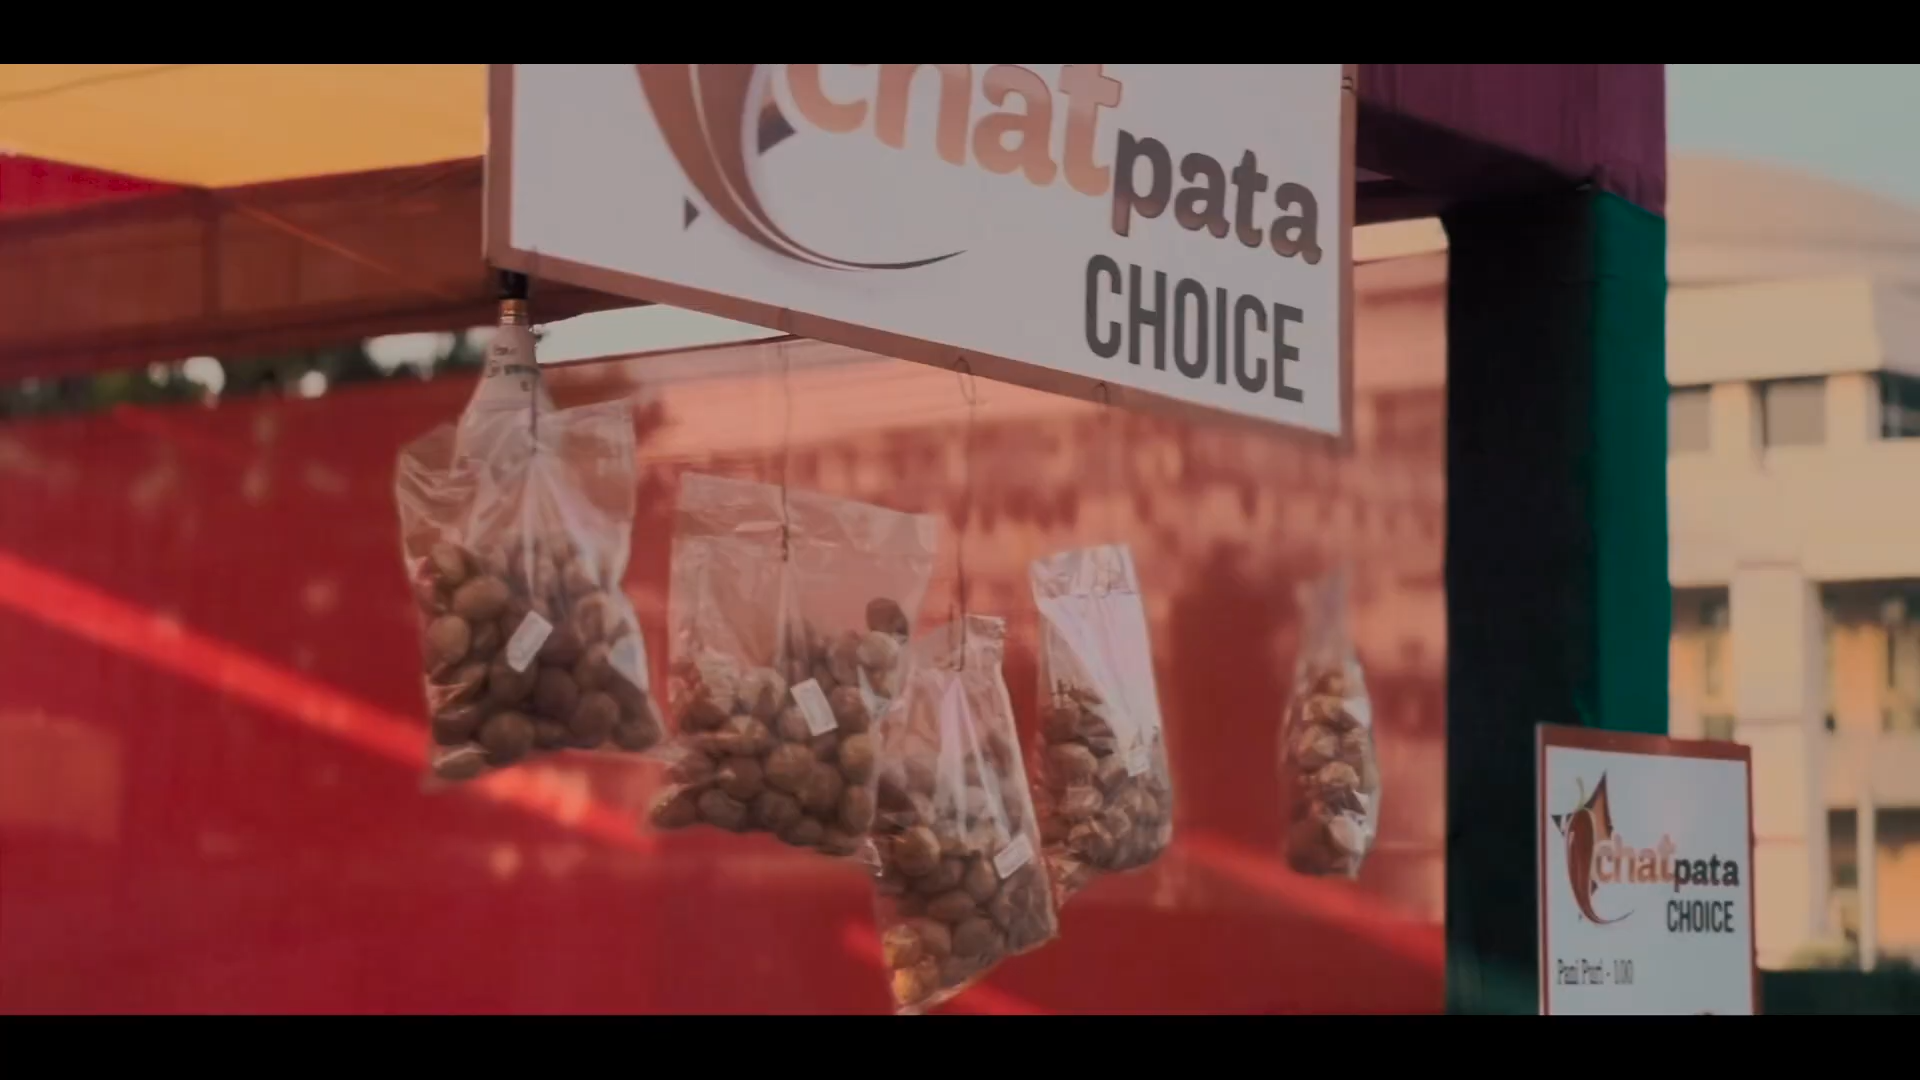 chatpata
CHOICE
chatpata
CHOICE
Pani Puri - 100